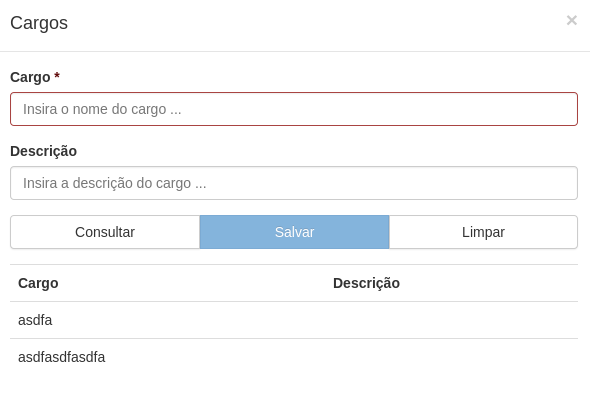 Cargos ×
Cargo *
Insira o nome do cargo ...
Descrição
Insira a descrição do cargo ...
Consultar Salvar Limpar
Cargo Descrição
asdfa
asdfasdfasdfa